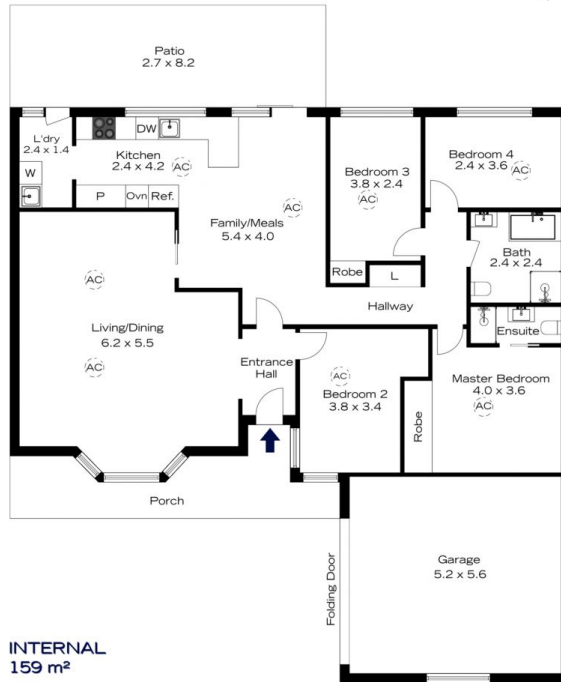 Patio
2.7 x 8.2
L'dry
2.4 x 1.4
DW
Kitchen
2.4 x 4.2
AC
W
P
Ovn
Ref.
Bedroom 3
3.8 x 2.4
AC
Bedroom 4
2.4 x 3.6
AC
Family/Meals
5.4 x 4.0
AC
Bath
2.4 x 2.4
Robe
L
Hallway
AC
Living/Dining
6.2 x 5.5
AC
Entrance
Hall
Ensuite
AC
Bedroom 2
3.8 x 3.4
Master Bedroom
4.0 x 3.6
AC
Robe
Porch
Folding Door
Garage
5.2 x 5.6
INTERNAL
159 m²